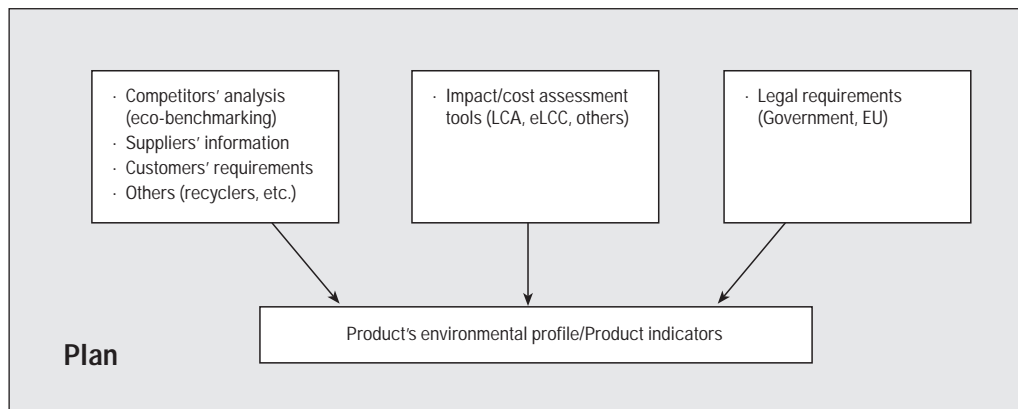 · Competitors’ analysis
(eco-benchmarking)
· Suppliers’ information
· Customers’ requirements
· Others (recyclers, etc.)
· Impact/cost assessment
tools (LCA, eLCC, others)
· Legal requirements
(Government, EU)
Product’s environmental profile/Product indicators
Plan